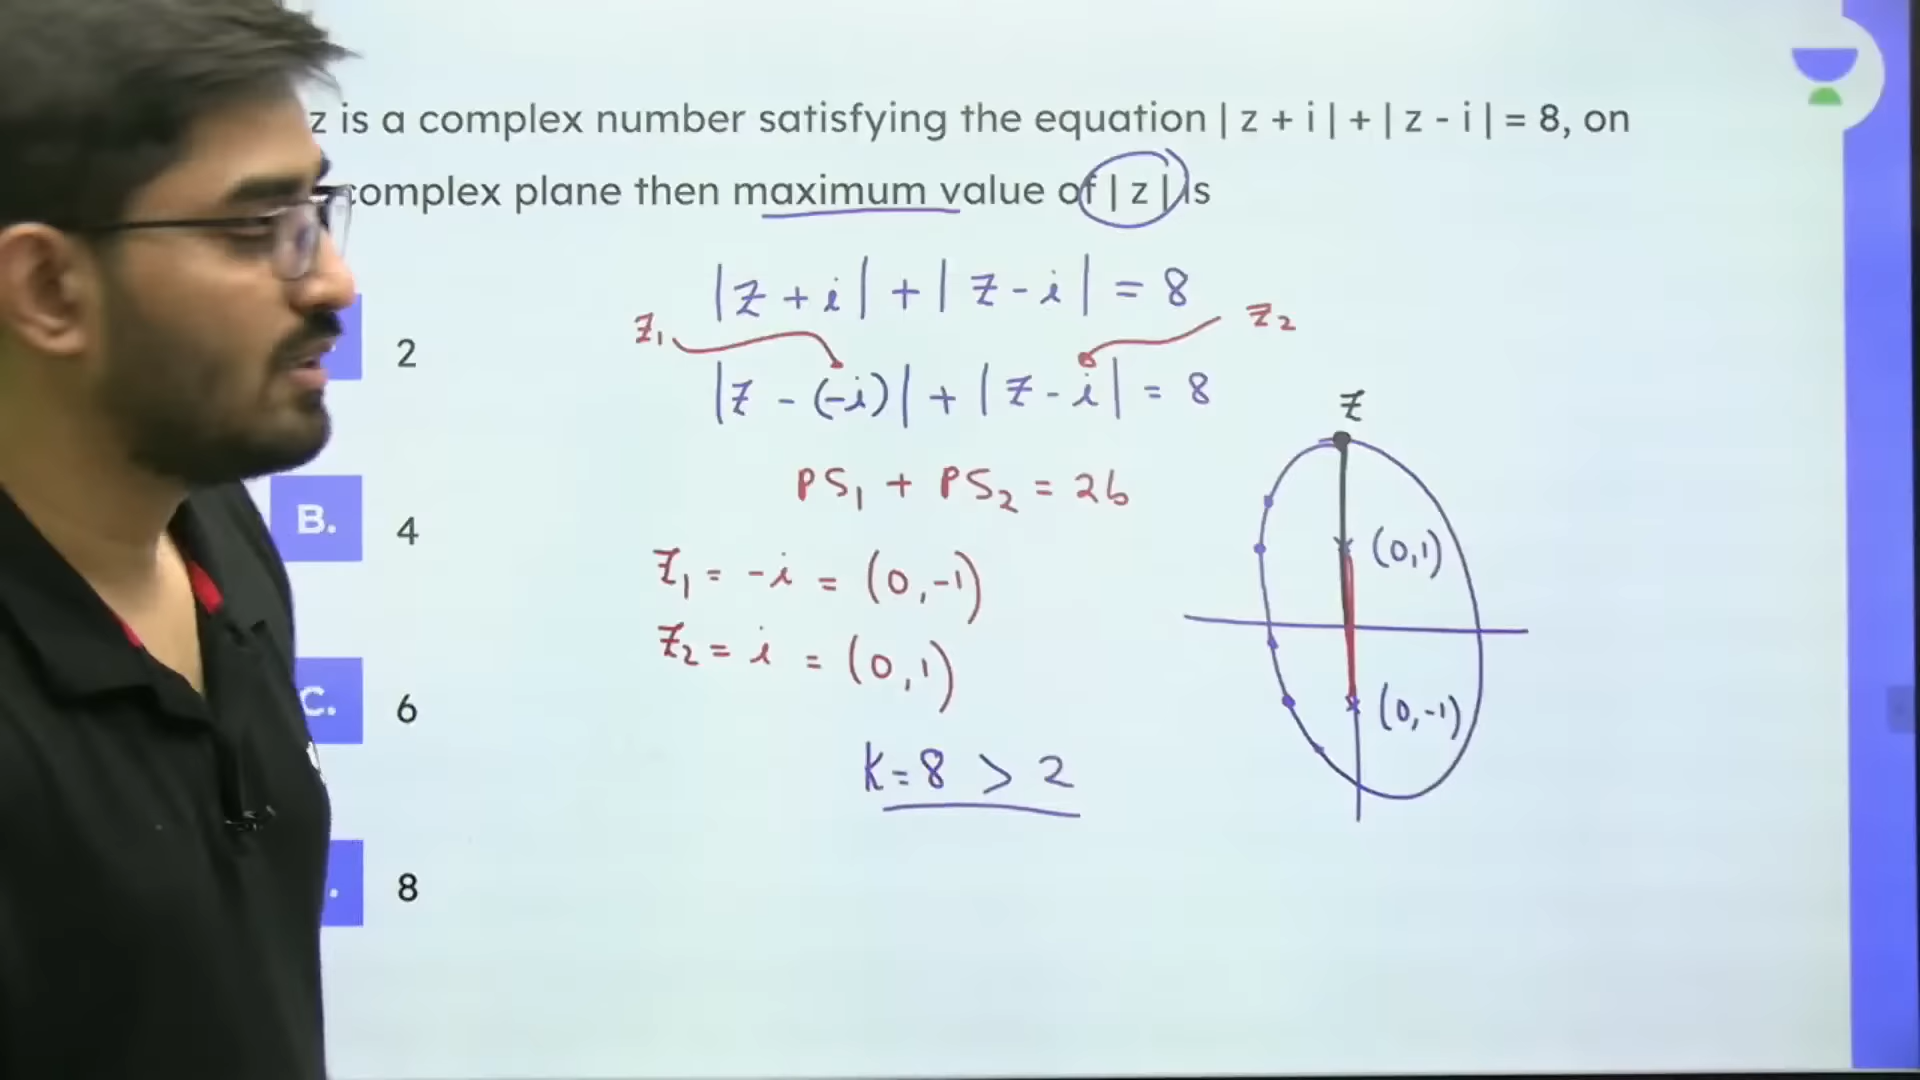 z is a complex number satisfying the equation | z + i | + | z - i | = 8, on
complex plane then maximum value of | z | is
|z + i| + |z - i| = 8
z₁ z₂
|z - (-i)| + |z - i| = 8
2
z
PS₁ + PS₂ = 2b
B. 4
(0,1)
z₁ = -i = (0,-1)
z₂ = i = (0,1)
C. 6
(0,-1)
K = 8 > 2
8